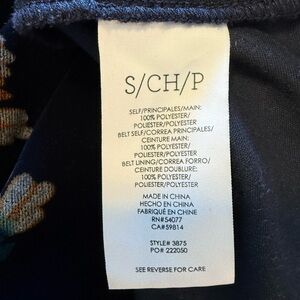 S/CH/P
SELF/PRINCIPALES/MAIN:
100% POLYESTER/
POLIESTER/POLYESTER
BELT SELF/CORREA PRINCIPALES/
CEINTURE MAIN:
100% POLYESTER/
POLIESTER/POLYESTER
BELT LINING/CORREA FORRO/
CEINTURE DOUBLURE:
100% POLYESTER/
POLIESTER/POLYESTER
MADE IN CHINA
HECHO EN CHINA
FABRIQUÉ EN CHINE
RN#54077
CA#59814
STYLE# 3875
PO# 222050
SEE REVERSE FOR CARE